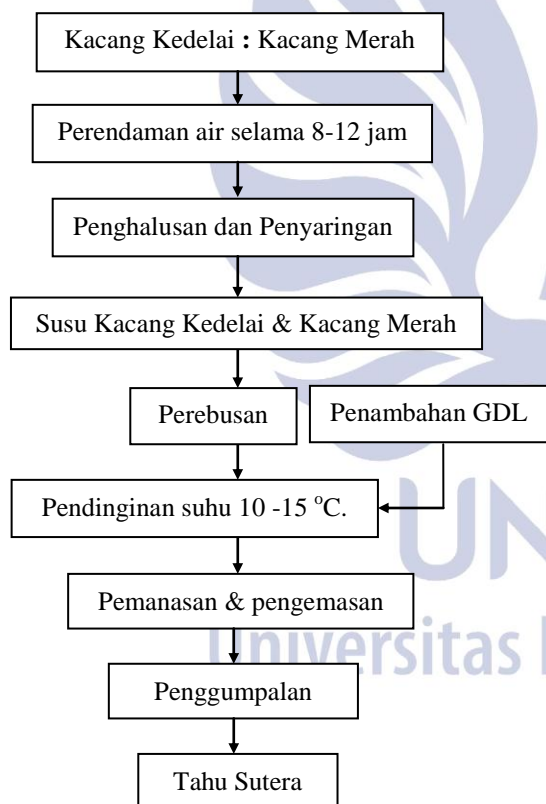 Kacang Kedelai : Kacang Merah
Perendaman air selama 8-12 jam
Penghalusan dan Penyaringan
Susu Kacang Kedelai & Kacang Merah
Perebusan
Penambahan GDL
Pendinginan suhu 10 -15 °C.
Pemanasan & pengemasan
Penggumpalan
Tahu Sutera
UN
Universitas